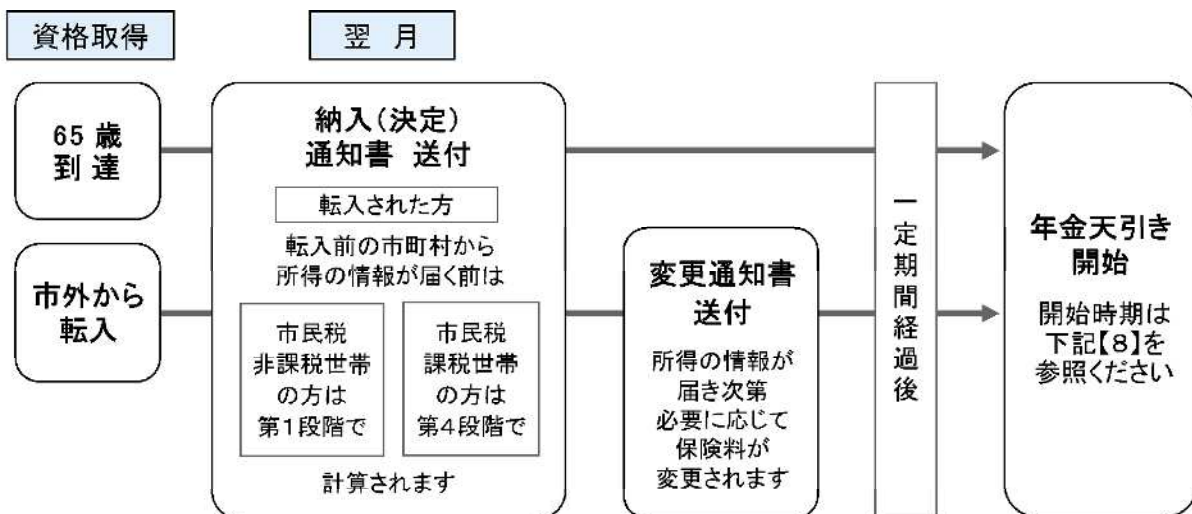 資格取得
翌 月
65 歳
到 達
市外から
転入
納入(決定)
通知書 送付
転入された方
転入前の市町村から
所得の情報が届く前は
市民税
非課税世帯
の方は
第1段階で
市民税
課税世帯
の方は
第4段階で
計算されます
変更通知書
送付
所得の情報が
届き次第
必要に応じて
保険料が
変更されます
一定期間経過後
年金天引き
開始
開始時期は
下記【8】を
参照ください